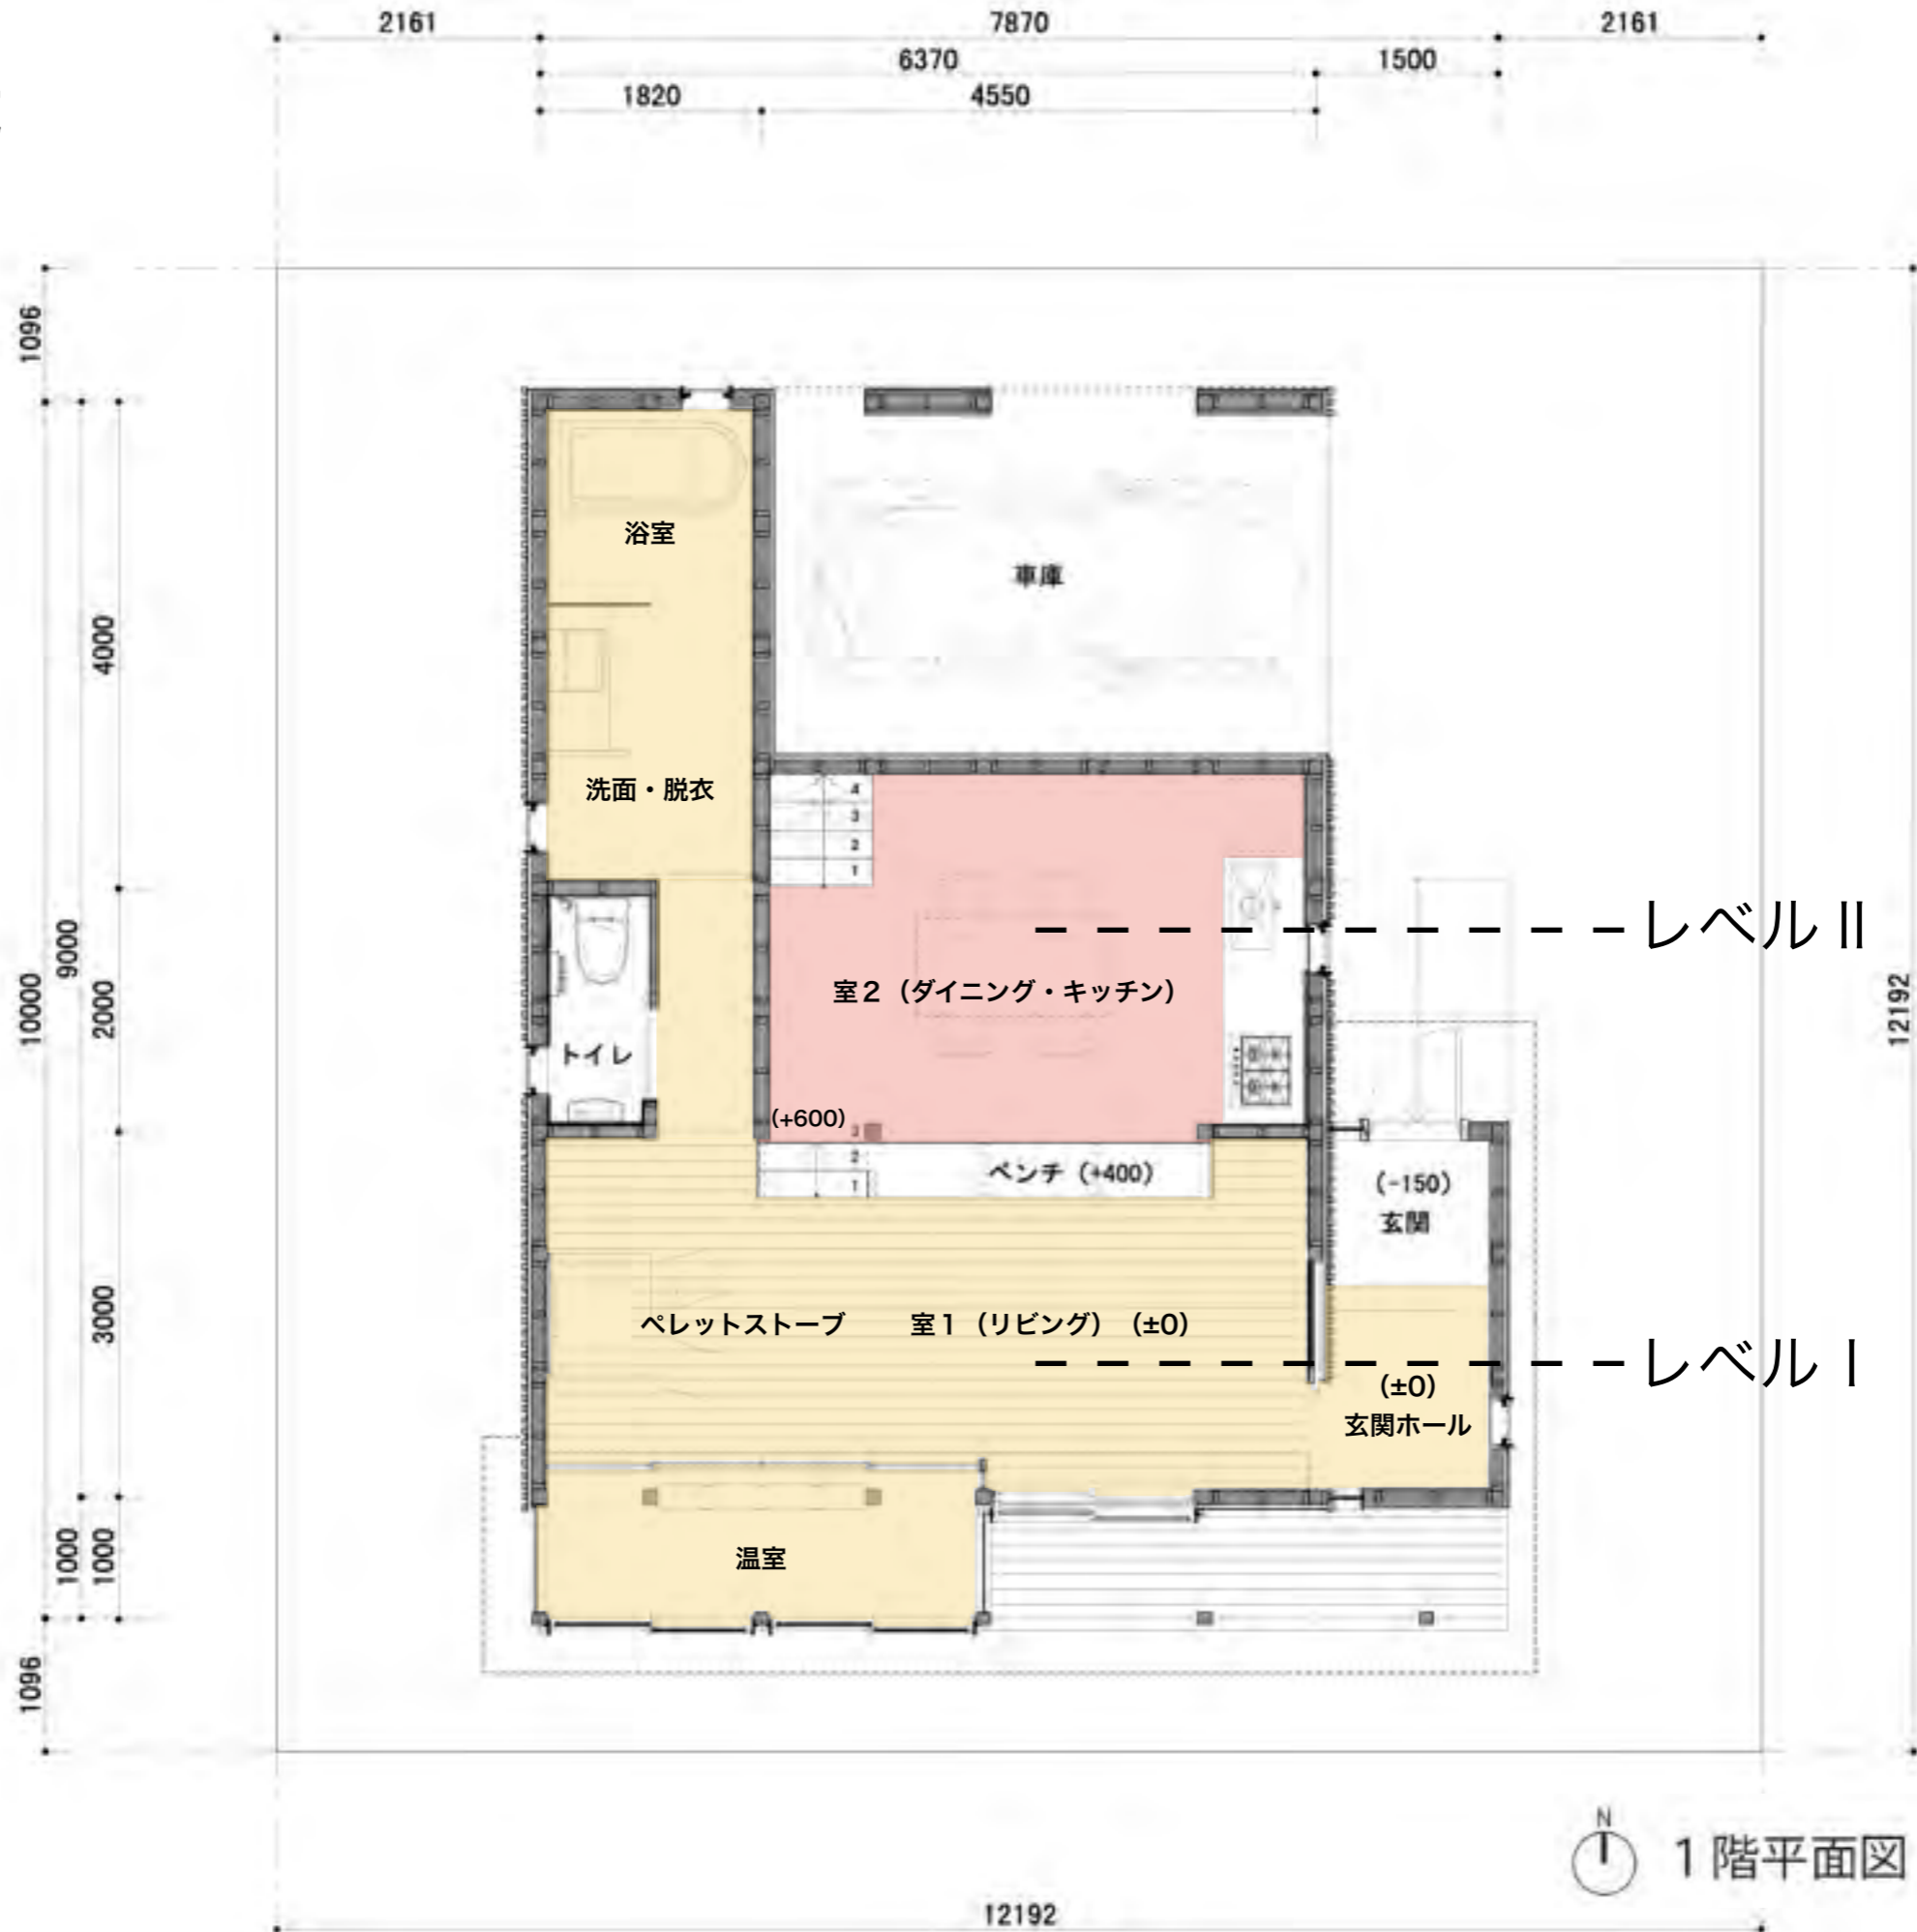 2161
7870
2161
6370
1500
1820
4550
1096
4000
9000
10000
2000
3000
1000
1000
1096
12192
浴室
車庫
洗面・脱衣
4
3
2
1
レベルⅡ
室2(ダイニング・キッチン)
トイレ
(+600)
3
2
1
ベンチ(+400)
(-150)
玄関
ペレットストーブ
室1(リビング)(±0)
レベルⅠ
(±0)
玄関ホール
温室
N
1階平面図
12192